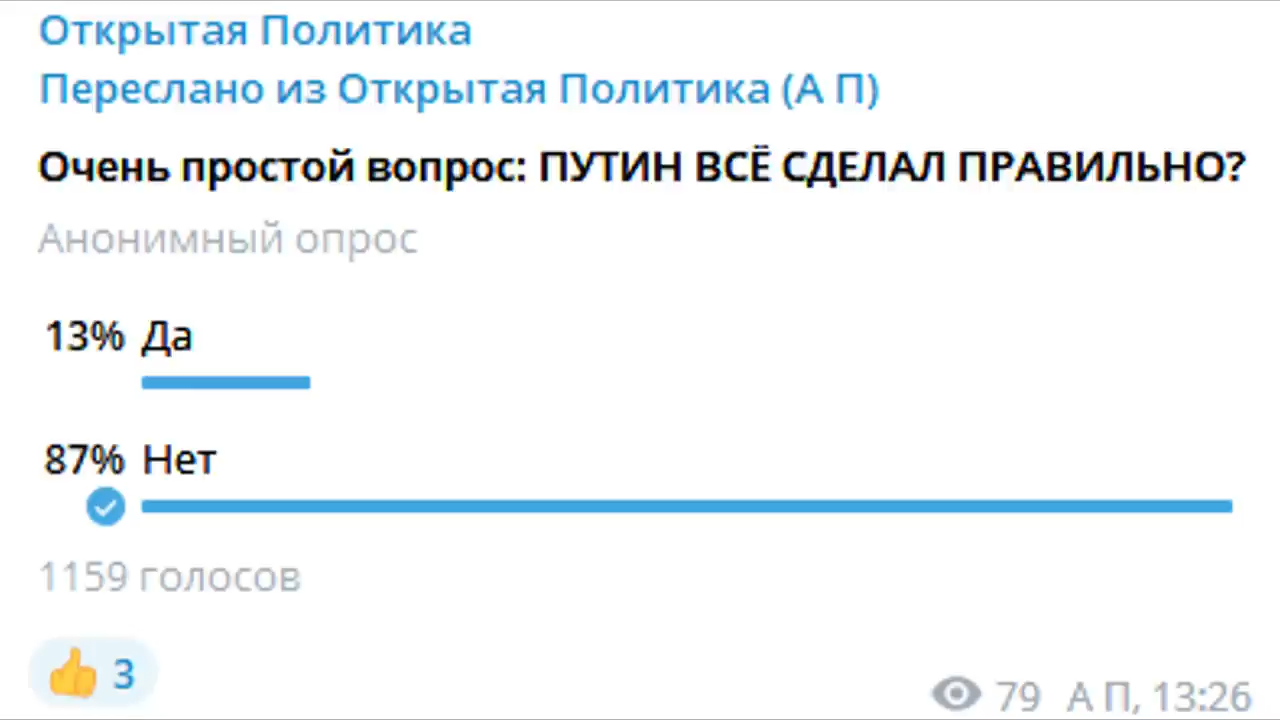 Открытая Политика
Переслано из Открытая Политика (А П)
Очень простой вопрос: ПУТИН ВСЁ СДЕЛАЛ ПРАВИЛЬНО?
Анонимный опрос
13% Да
87% Нет
1159 голосов
👍 3
79 А П, 13:26